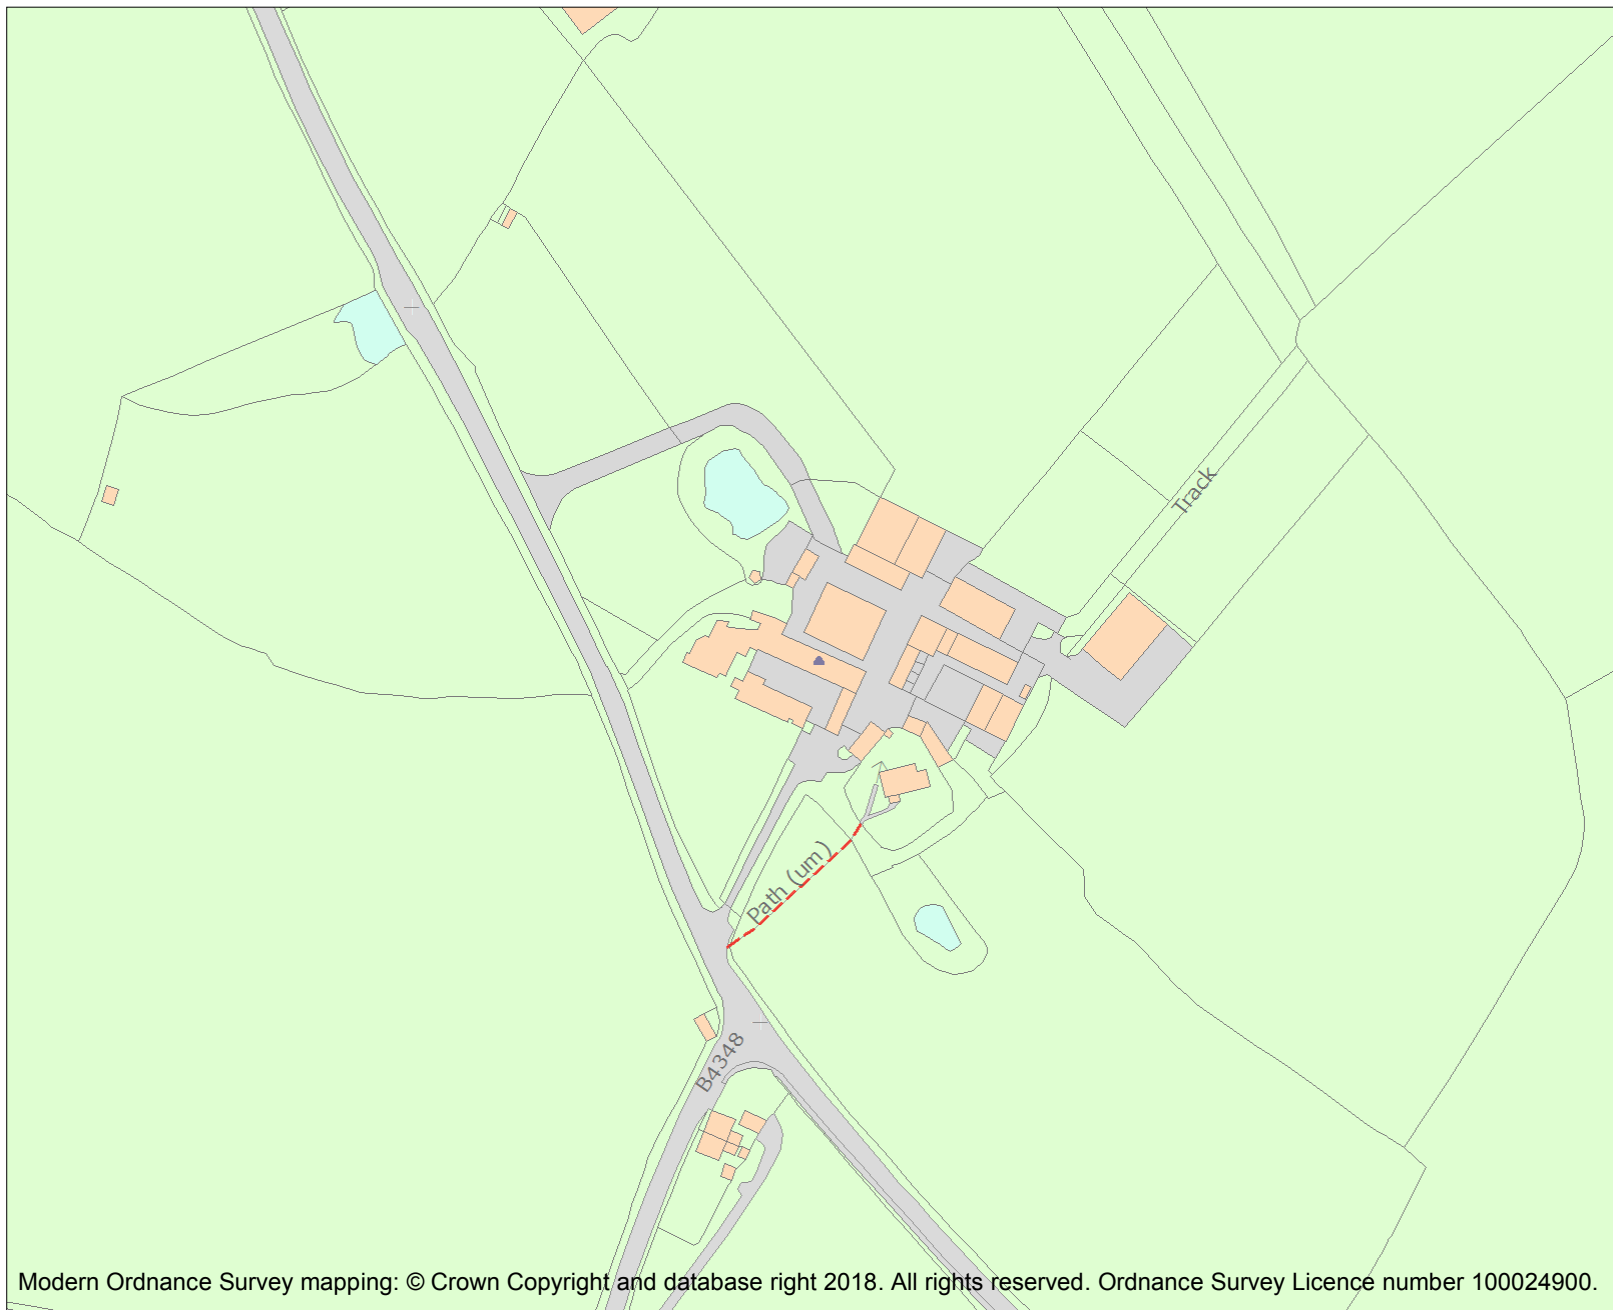 Track
Path (um)
B4348
Modern Ordnance Survey mapping: © Crown Copyright and database right 2018. All rights reserved. Ordnance Survey Licence number 100024900.